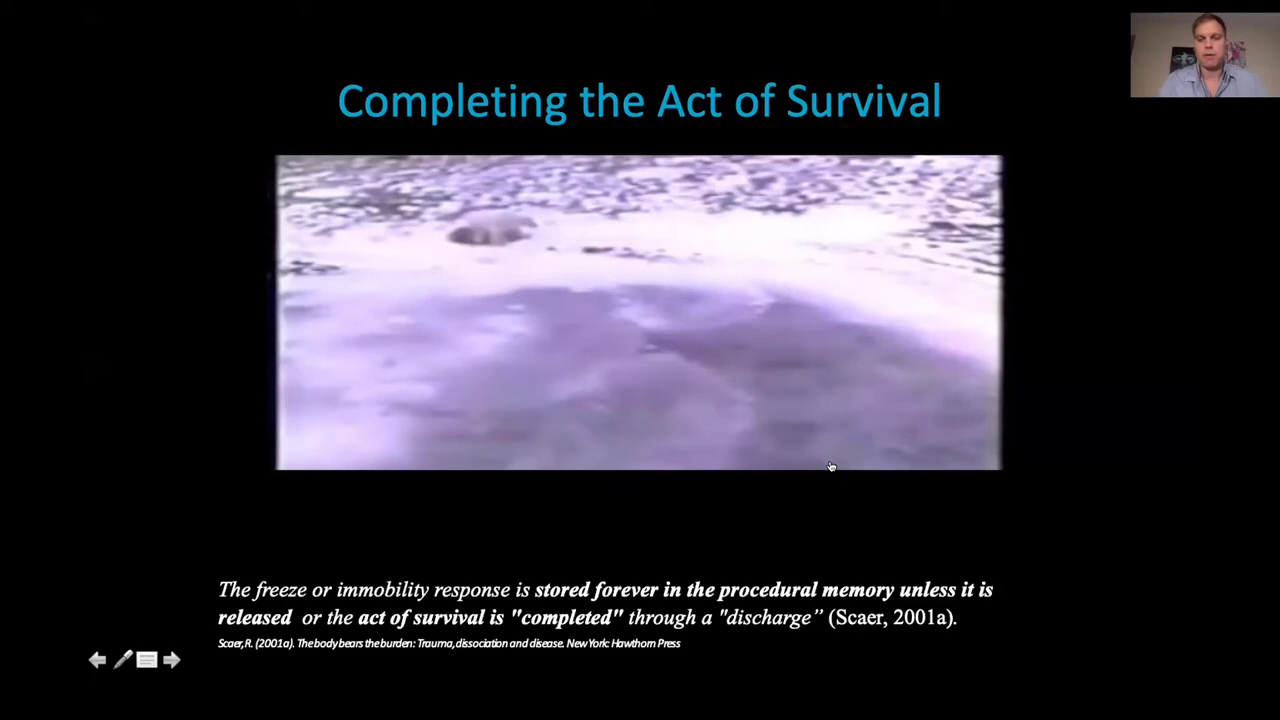 Completing the Act of Survival
The freeze or immobility response is stored forever in the procedural memory unless it is
released or the act of survival is "completed" through a "discharge” (Scaer, 2001a).
Scaer, R. (2001a). The body bears the burden: Trauma, dissociation and disease. New York: Hawthorn Press